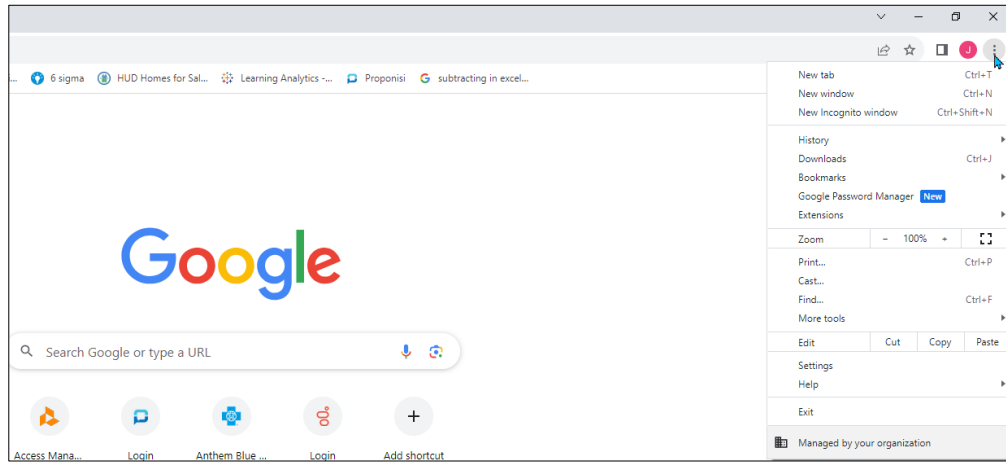 J
... 6 sigma HUD Homes for Sal... Learning Analytics -... Proponisi subtracting in excel...
New tab Ctrl+T
New window Ctrl+N
New Incognito window Ctrl+Shift+N
History
Downloads Ctrl+J
Bookmarks
Google Password Manager New
Extensions
Zoom - 100% +
Print... Ctrl+P
Cast...
Find... Ctrl+F
More tools
Edit Cut Copy Paste
Settings
Help
Exit
Managed by your organization
Google
Search Google or type a URL
Access Mana... Login Anthem Blue ... Login Add shortcut